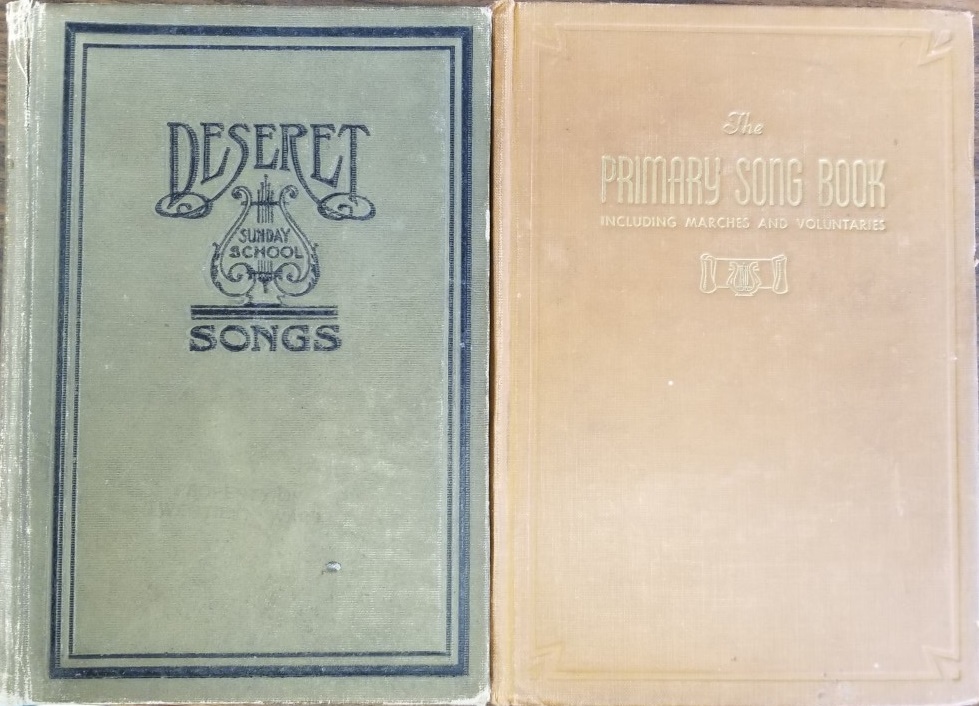 DESERET
SUNDAY
SCHOOL
SONGS
The
PRIMARY SONG BOOK
INCLUDING MARCHES AND VOLUNTARIES